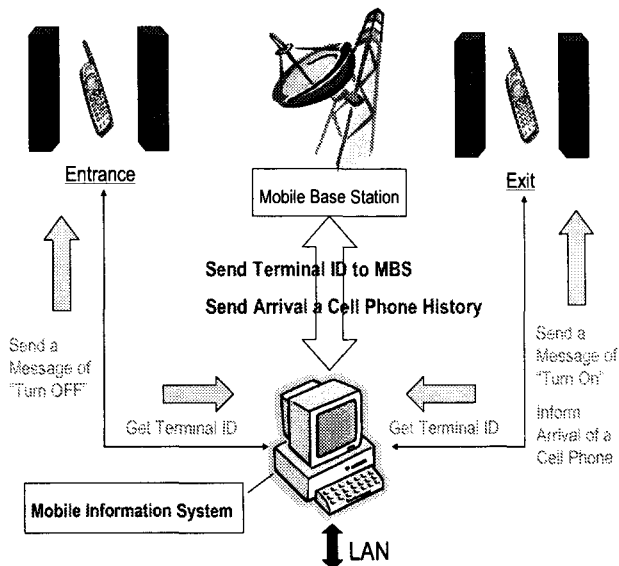 Entrance
Exit
Mobile Base Station
Send Terminal ID to MBS
Send Arrival a Cell Phone History
Send a
Message of
"Turn OFF"
Get Terminal ID
Get Terminal ID
Send a
Message of
"Turn On"
Inform
Arrival of a
Cell Phone
Mobile Information System
LAN